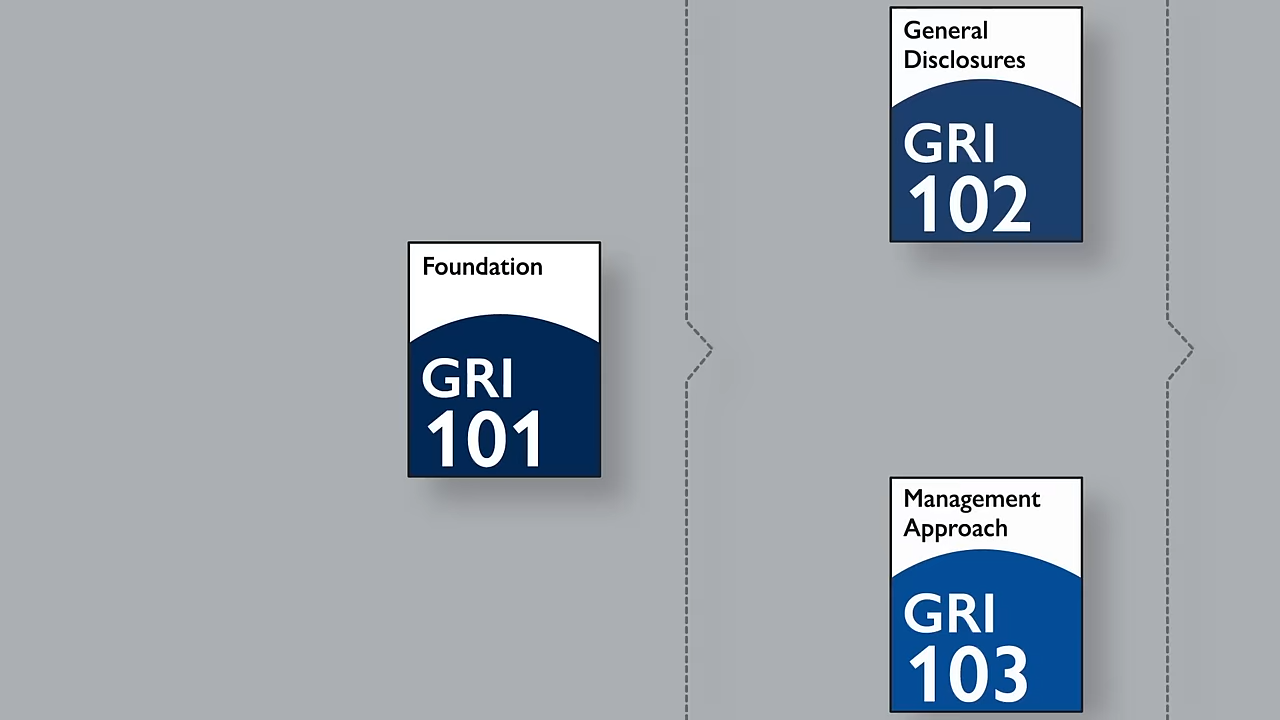 Foundation
GRI
101
General
Disclosures
GRI
102
Management
Approach
GRI
103